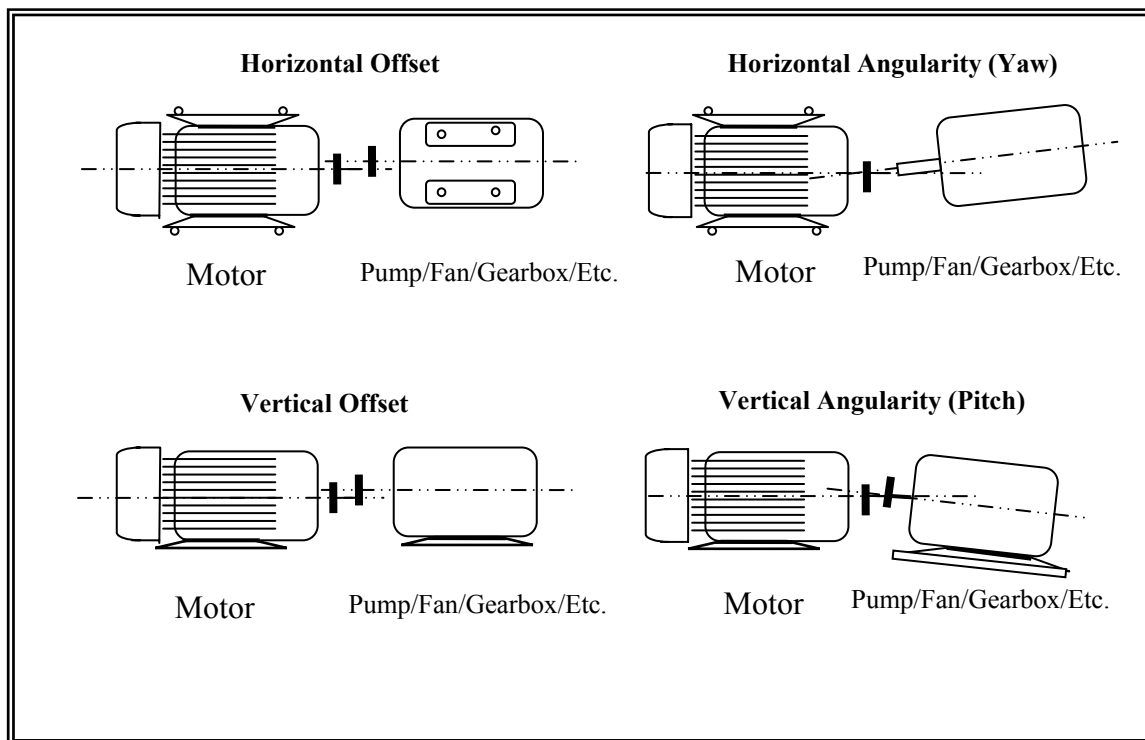 Horizontal Offset
Horizontal Angularity (Yaw)
Motor
Pump/Fan/Gearbox/Etc.
Motor
Pump/Fan/Gearbox/Etc.
Vertical Offset
Vertical Angularity (Pitch)
Motor
Pump/Fan/Gearbox/Etc.
Motor
Pump/Fan/Gearbox/Etc.